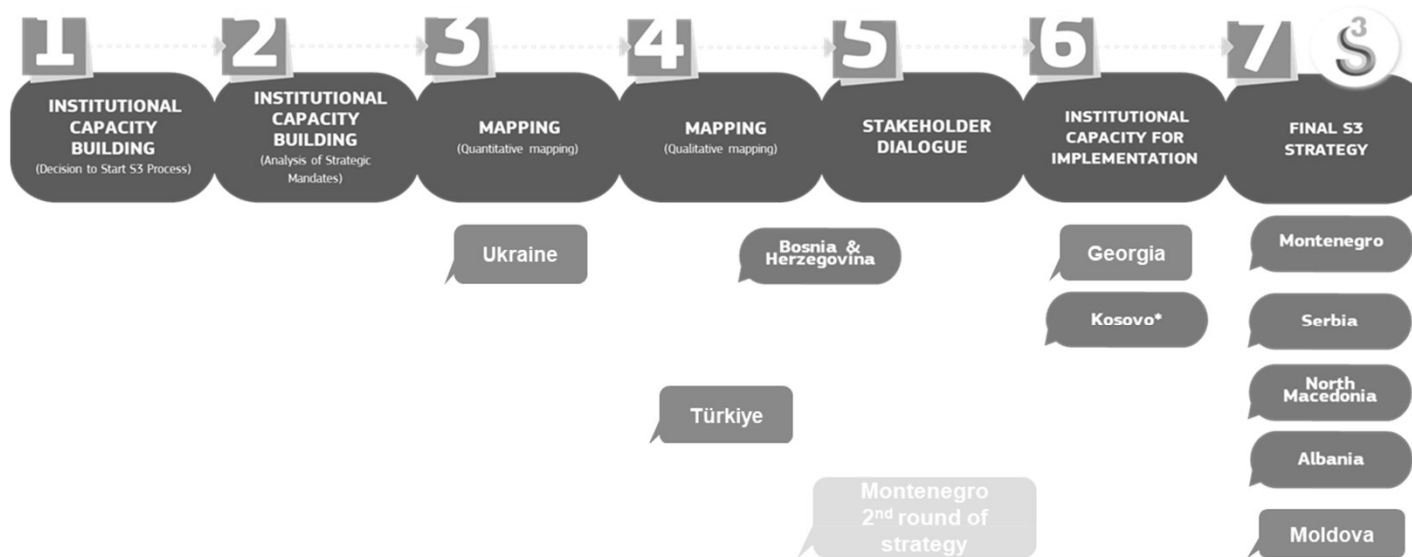 1
2
3
4
5
6
7
S3
INSTITUTIONAL
CAPACITY
BUILDING
(Decision to Start S3 Process)
INSTITUTIONAL
CAPACITY
BUILDING
(Analysis of Strategic
Mandates)
MAPPING
(Quantitative mapping)
MAPPING
(Qualitative mapping)
STAKEHOLDER
DIALOGUE
INSTITUTIONAL
CAPACITY FOR
IMPLEMENTATION
FINAL S3
STRATEGY
Ukraine
Bosnia &
Herzegovina
Georgia
Montenegro
Kosovo*
Serbia
Türkiye
North
Macedonia
Albania
Montenegro
2nd round of
strategy
Moldova